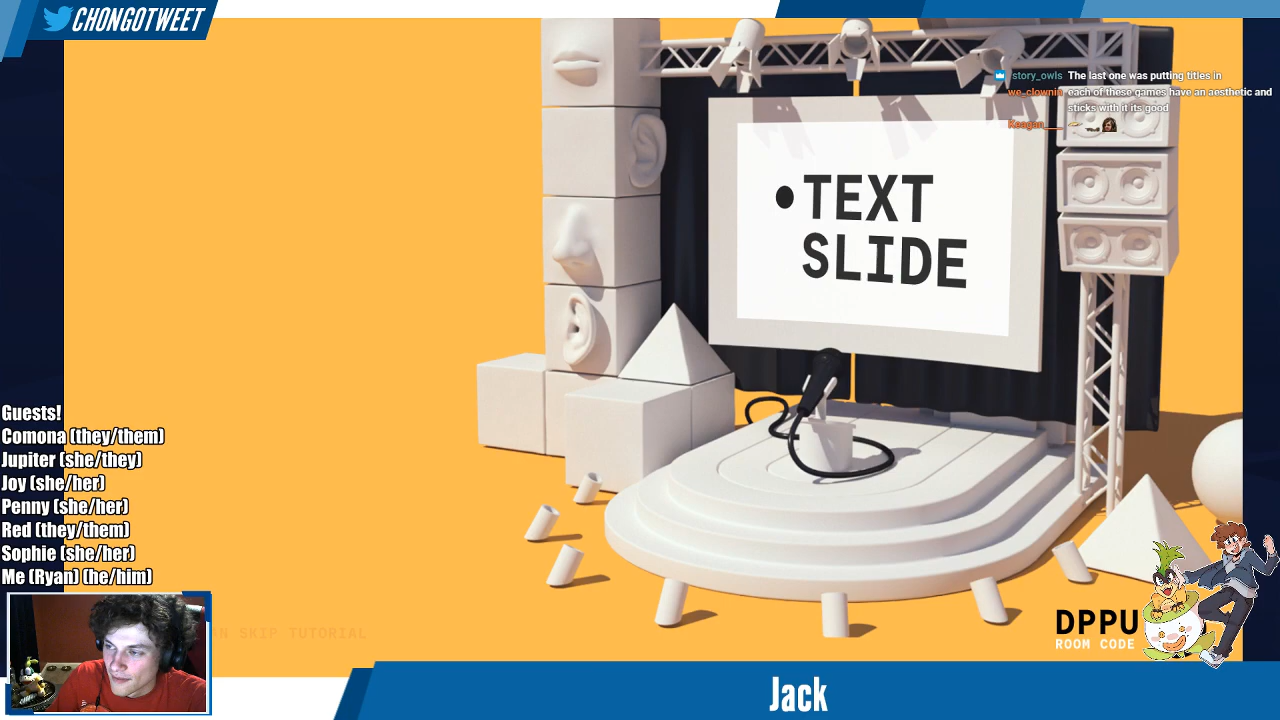 CHONGOTWEET
story_owls The last one was putting titles in
we_clownin each of these games have an aesthetic and
sticks with it its good
Keagan____
•TEXT
SLIDE
Guests!
Comona (they/them)
Jupiter (she/they)
Joy (she/her)
Penny (she/her)
Red (they/them)
Sophie (she/her)
Me (Ryan) (he/him)
SKIP TUTORIAL
DPPU
ROOM CODE
Jack